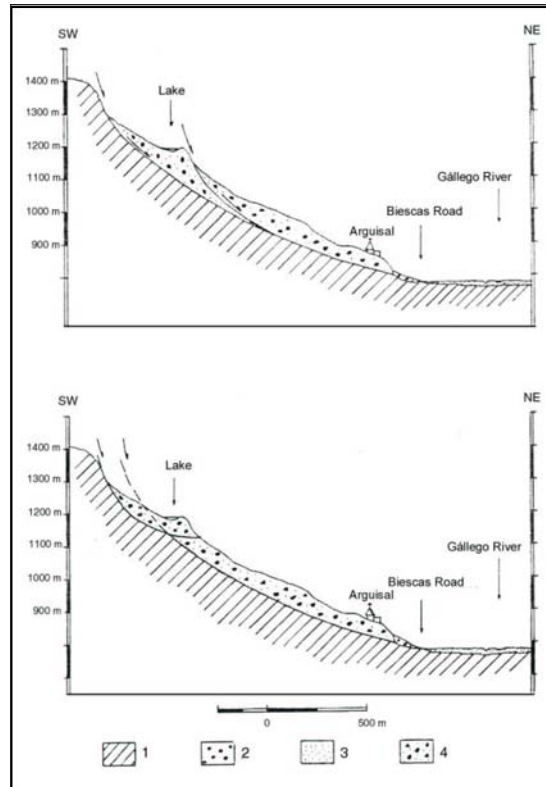 SW
NE
1400 m
1300 m
1200 m
1100 m
1000 m
900 m
Lake
Gállego River
Biescas Road
Arguisal
SW
NE
1400 m
1300 m
1200 m
1100 m
1000 m
900 m
Lake
Gállego River
Biescas Road
Arguisal
0 500 m
1 2 3 4